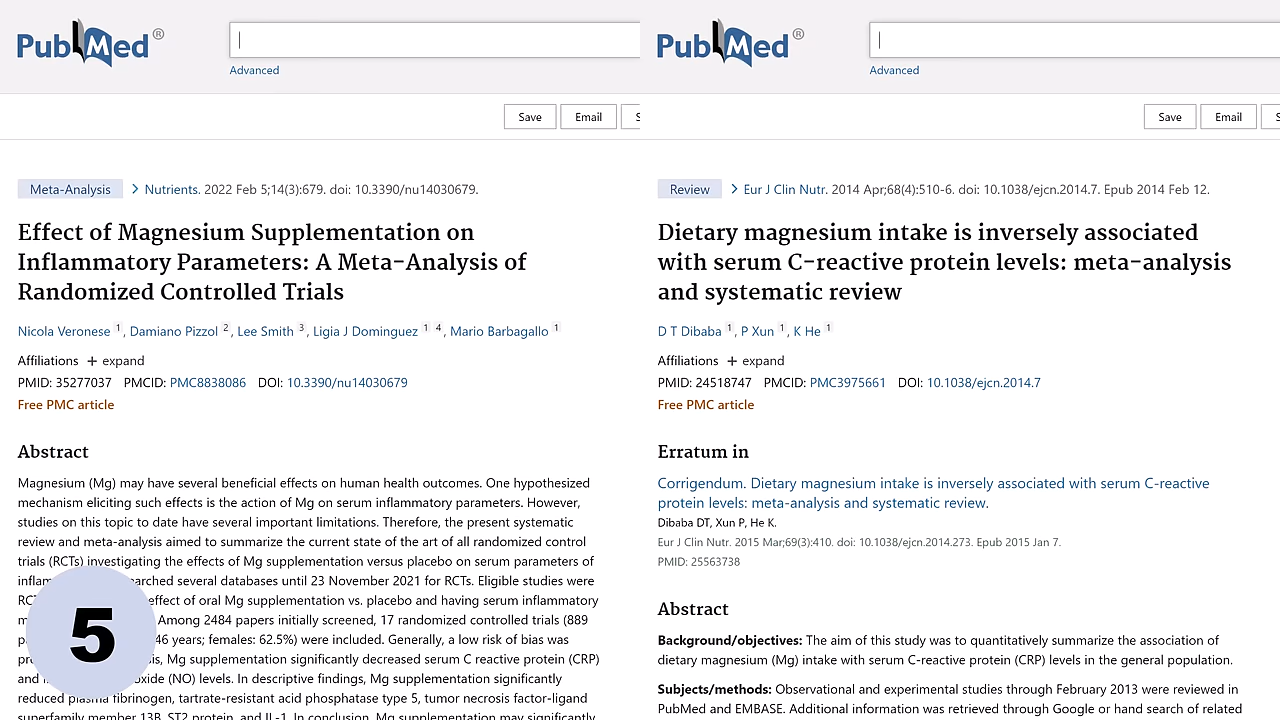 PubMed®
Advanced
Save
Email
Meta-Analysis > Nutrients. 2022 Feb 5;14(3):679. doi: 10.3390/nu14030679.
Effect of Magnesium Supplementation on
Inflammatory Parameters: A Meta-Analysis of
Randomized Controlled Trials
Nicola Veronese 1, Damiano Pizzol 2, Lee Smith 3, Ligia J Dominguez 1 4, Mario Barbagallo 1
Affiliations + expand
PMID: 35277037 PMCID: PMC8838086 DOI: 10.3390/nu14030679
Free PMC article
Abstract
Magnesium (Mg) may have several beneficial effects on human health outcomes. One hypothesized
mechanism eliciting such effects is the action of Mg on serum inflammatory parameters. However,
studies on this topic to date have several important limitations. Therefore, the present systematic
review and meta-analysis aimed to summarize the current state of the art of all randomized control
trials (RCTs) investigating the effects of Mg supplementation versus placebo on serum parameters of
several databases until 23 November 2021 for RCTs. Eligible studies were
effect of oral Mg supplementation vs. placebo and having serum inflammatory
Among 2484 papers initially screened, 17 randomized controlled trials (889
46 years; females: 62.5%) were included. Generally, a low risk of bias was
Mg supplementation significantly decreased serum C reactive protein (CRP)
and (NO) levels. In descriptive findings, Mg supplementation significantly
reduced plasma fibrinogen, tartrate-resistant acid phosphatase type 5, tumor necrosis factor-ligand
superfamily member 13B, ST2 protein, and IL-1. In conclusion, Mg supplementation may significantly
5
PubMed®
Advanced
Save
Email
Review > Eur J Clin Nutr. 2014 Apr;68(4):510-6. doi: 10.1038/ejcn.2014.7. Epub 2014 Feb 12.
Dietary magnesium intake is inversely associated
with serum C-reactive protein levels: meta-analysis
and systematic review
D T Dibaba 1, P Xun 1, K He 1
Affiliations + expand
PMID: 24518747 PMCID: PMC3975661 DOI: 10.1038/ejcn.2014.7
Free PMC article
Erratum in
Corrigendum. Dietary magnesium intake is inversely associated with serum C-reactive
protein levels: meta-analysis and systematic review.
Dibaba DT, Xun P, He K.
Eur J Clin Nutr. 2015 Mar;69(3):410. doi: 10.1038/ejcn.2014.273. Epub 2015 Jan 7.
PMID: 25563738
Abstract
Background/objectives: The aim of this study was to quantitatively summarize the association of
dietary magnesium (Mg) intake with serum C-reactive protein (CRP) levels in the general population.
Subjects/methods: Observational and experimental studies through February 2013 were reviewed in
PubMed and EMBASE. Additional information was retrieved through Google or hand search of related